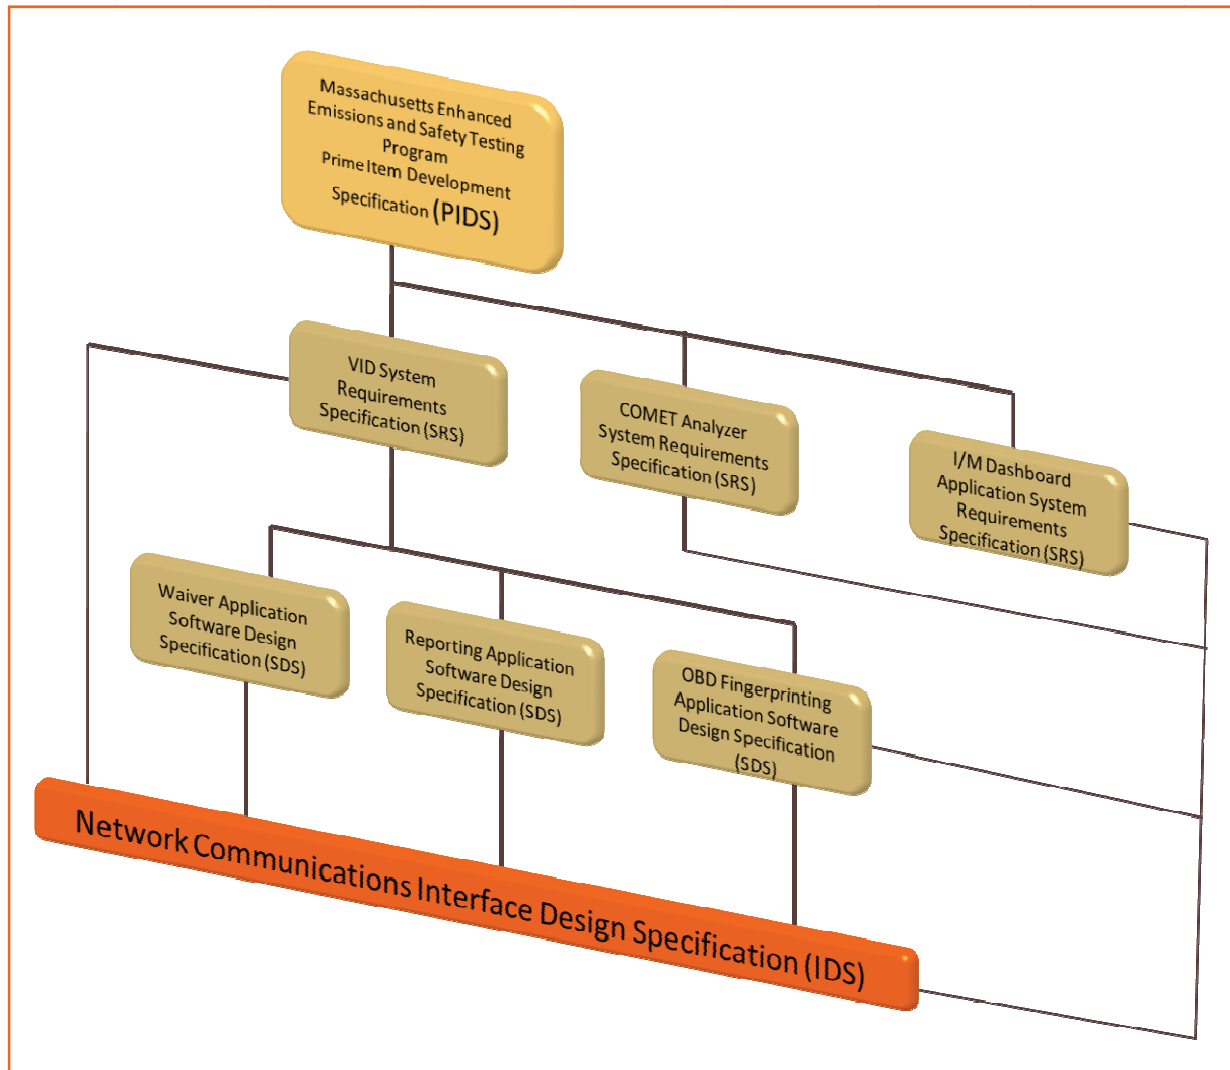 Massachusetts Enhanced
Emissions and Safety Testing
Program
Prime Item Development
Specification (PIDS)
VID System
Requirements
Specification (SRS)
COMET Analyzer
System Requirements
Specification (SRS)
I/M Dashboard
Application System
Requirements
Specification (SRS)
Waiver Application
Software Design
Specification (SDS)
Reporting Application
Software Design
Specification (SDS)
OBD Fingerprinting
Application Software
Design Specification
(SDS)
Network Communications Interface Design Specification (IDS)